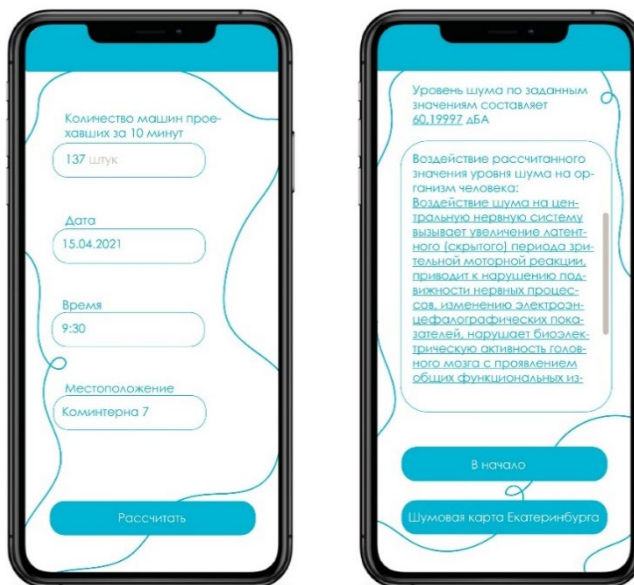 Количество машин прое-
хавших за 10 минут
137 штук
Дата
15.04.2021
Время
9:30
Местоположение
Коминтерна 7
Рассчитать
Уровень шума по заданным
значениям составляет
60,19997 дБА
Воздействие рассчитанного
значения уровня шума на ор-
ганизм человека:
Воздействие шума на цен-
тральную нервную систему
вызывает увеличение латент-
ного (скрытого) периода зри-
тельной моторной реакции,
приводит к нарушению под-
вижности нервных процес-
сов, изменению электроэн-
цефалографических пока-
зателей, нарушает биоэлек-
трическую активность голов-
ного мозга с проявлением
общих функциональных из-
В начало
Шумовая карта Екатеринбурга